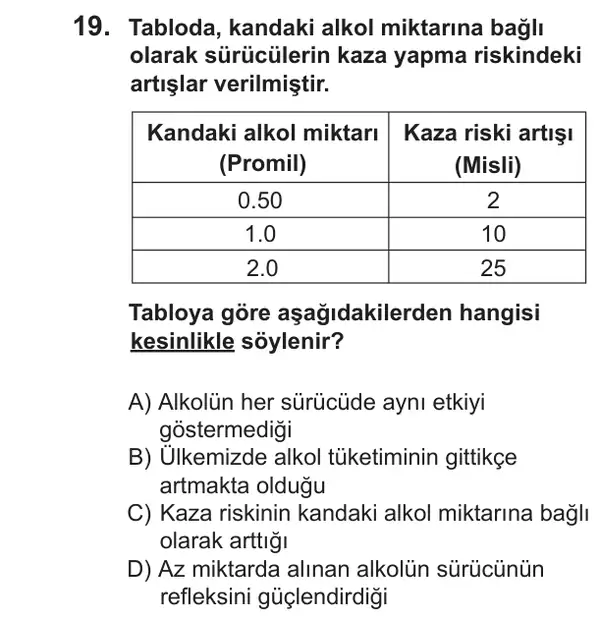 19. Tabloda, kandaki alkol miktarına bağlı
olarak sürücülerin kaza yapma riskindeki
artışlar verilmiştir.
Kandaki alkol miktarı Kaza riski artışı
(Promil) (Misli)
0.50 2
1.0 10
2.0 25
Tabloya göre aşağıdakilerden hangisi
kesinlikle söylenir?
A) Alkolün her sürücüde aynı etkiyi
göstermediği
B) Ülkemizde alkol tüketiminin gittikçe
artmakta olduğu
C) Kaza riskinin kandaki alkol miktarına bağlı
olarak arttığı
D) Az miktarda alınan alkolün sürücünün
refleksini güçlendirdiği